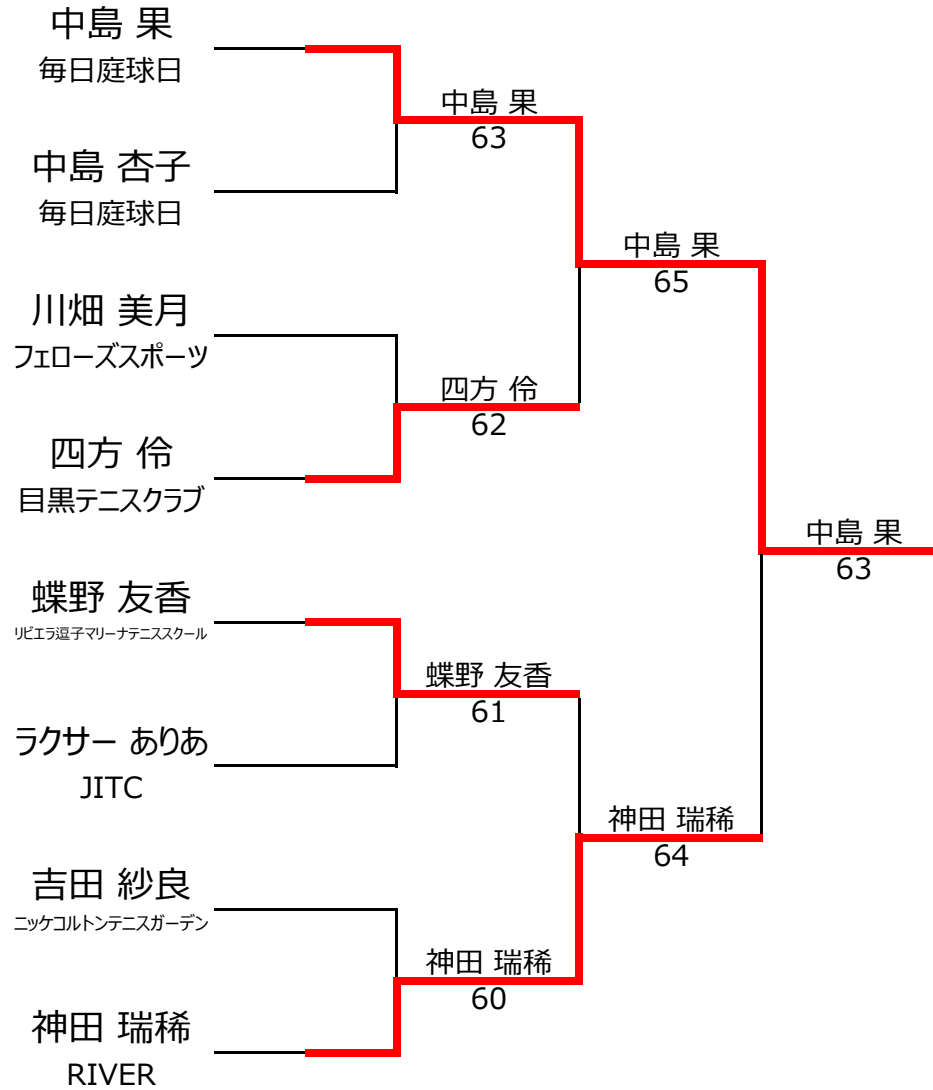 中島 果
毎日庭球日
中島 杏子
毎日庭球日
川畑 美月
フェローズスポーツ
四方 伶
目黒テニスクラブ
蝶野 友香
リビエラ逗子マリーナテニススクール
ラクサー ありあ
JITC
吉田 紗良
ニッケコルトンテニスガーデン
神田 瑞稀
RIVER
中島 果
63
四方 伶
62
蝶野 友香
61
神田 瑞稀
60
中島 果
65
神田 瑞稀
64
中島 果
63